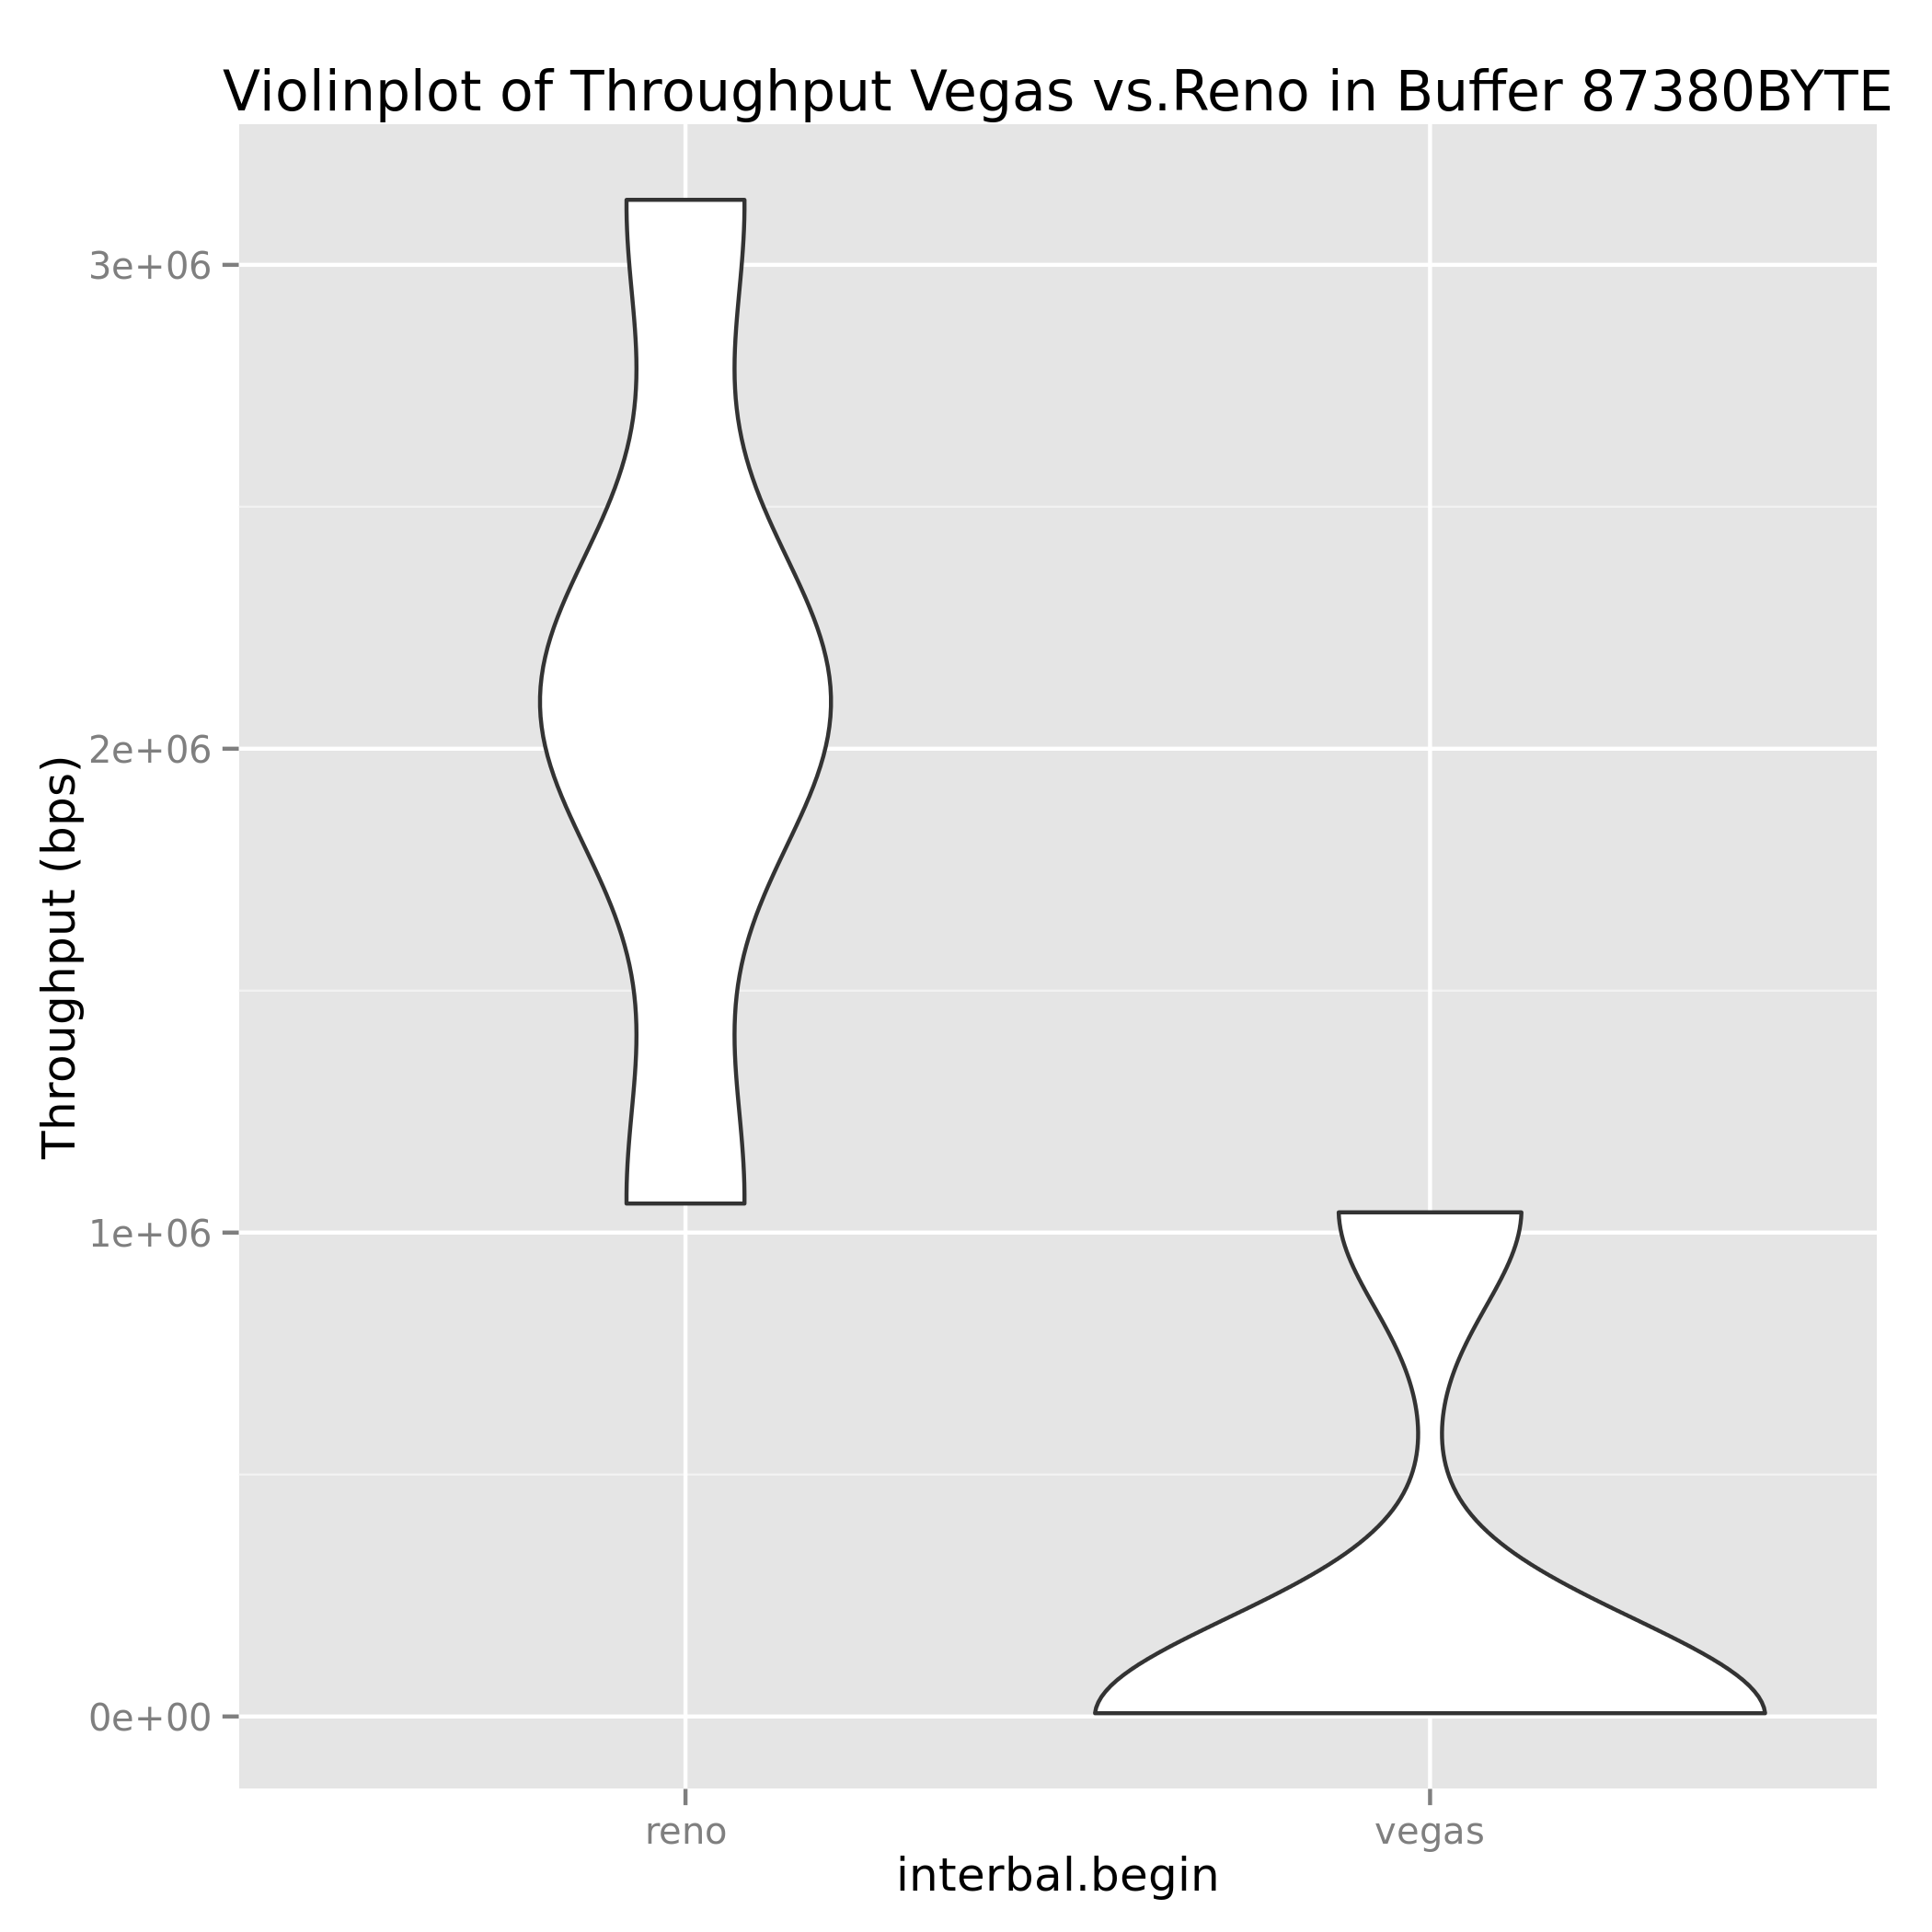 Violinplot of Throughput Vegas vs.Reno in Buffer 87380BYTE
Throughput (bps)
3e+06
2e+06
1e+06
0e+00
reno
vegas
interbal.begin